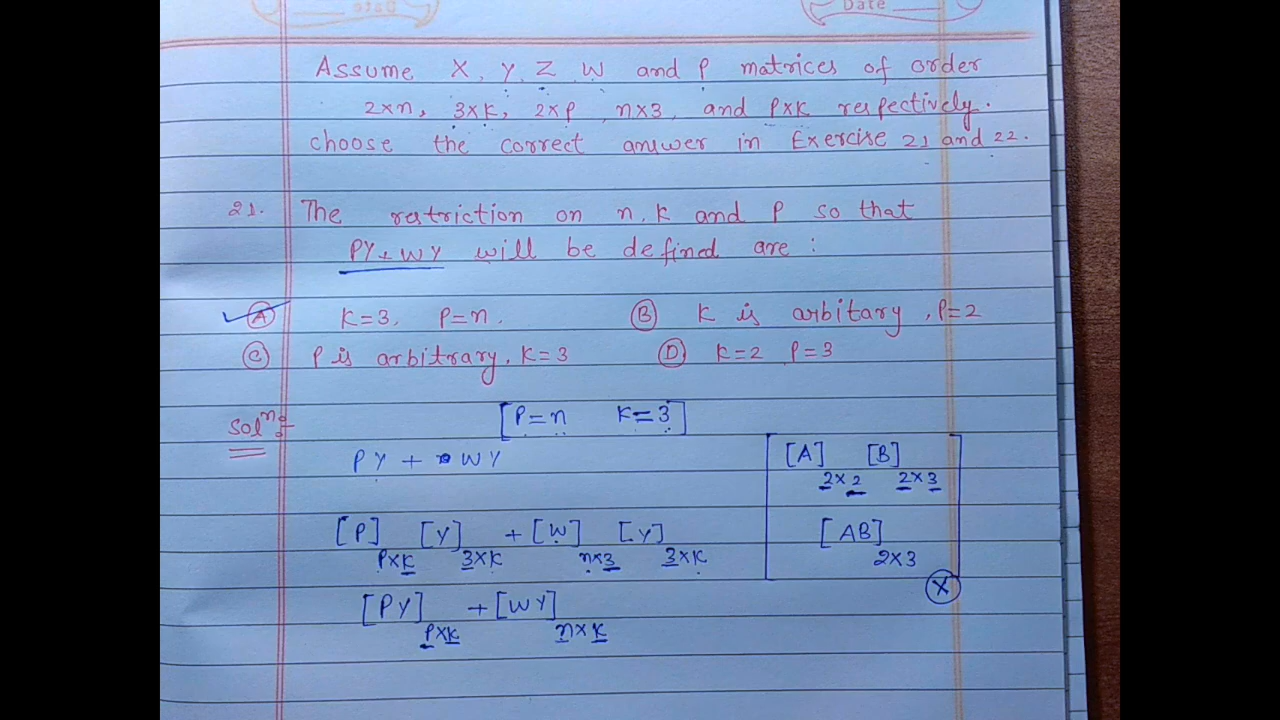 Date
Assume X, Y, Z W and P matrices of order
2×n, 3×K, 2×P, n×3, and P×K respectively.
choose the correct answer in Exercise 21 and 22.
21. The restriction on n, K and P so that
PY+WY will be defined are :
(A) K=3, P=n. (B) K is arbitary, P=2
(C) P is arbitrary, K=3 (D) K=2 P=3
Solⁿ:-
[P=n K=3]
PY + WY
[P]P×K [Y]3×K + [W]n×3 [Y]3×K
[PY]P×K + [WY]n×K
[A]2×2 [B]2×3
[AB]2×3
X